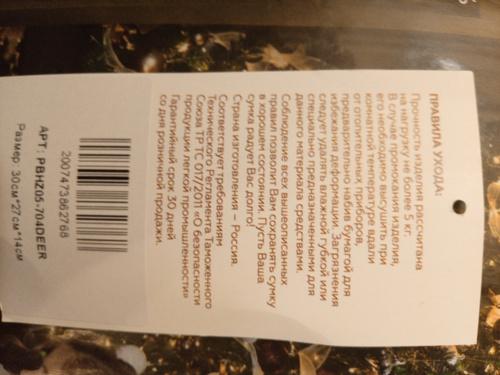 ПРАВИЛА УХОДА:
Прочность изделия рассчитана
на нагрузку не более 5 кг.
В случае промокания изделия,
его необходимо высушить при
комнатной температуре вдали
от отопительных приборов,
предварительно набив бумагой для
избежания деформации. Загрязнения
следует удалять влажной губкой или
специально предназначенными для
данного материала средствами.
Соблюдение всех вышеописанных
правил позволит Вам сохранять сумку
в хорошем состоянии. Пусть Ваша
сумка радует Вас долго!
Страна изготовления – Россия.
Соответствует требованиям
Технического Регламента Таможенного
Союза ТР ТС 017/2011 «О безопасности
продукции легкой промышленности»
Гарантийный срок 30 дней
со дня розничной продажи.
2007473862768
АРТ: PBHZ05-704DEER
Размер: 30см*27см*14см